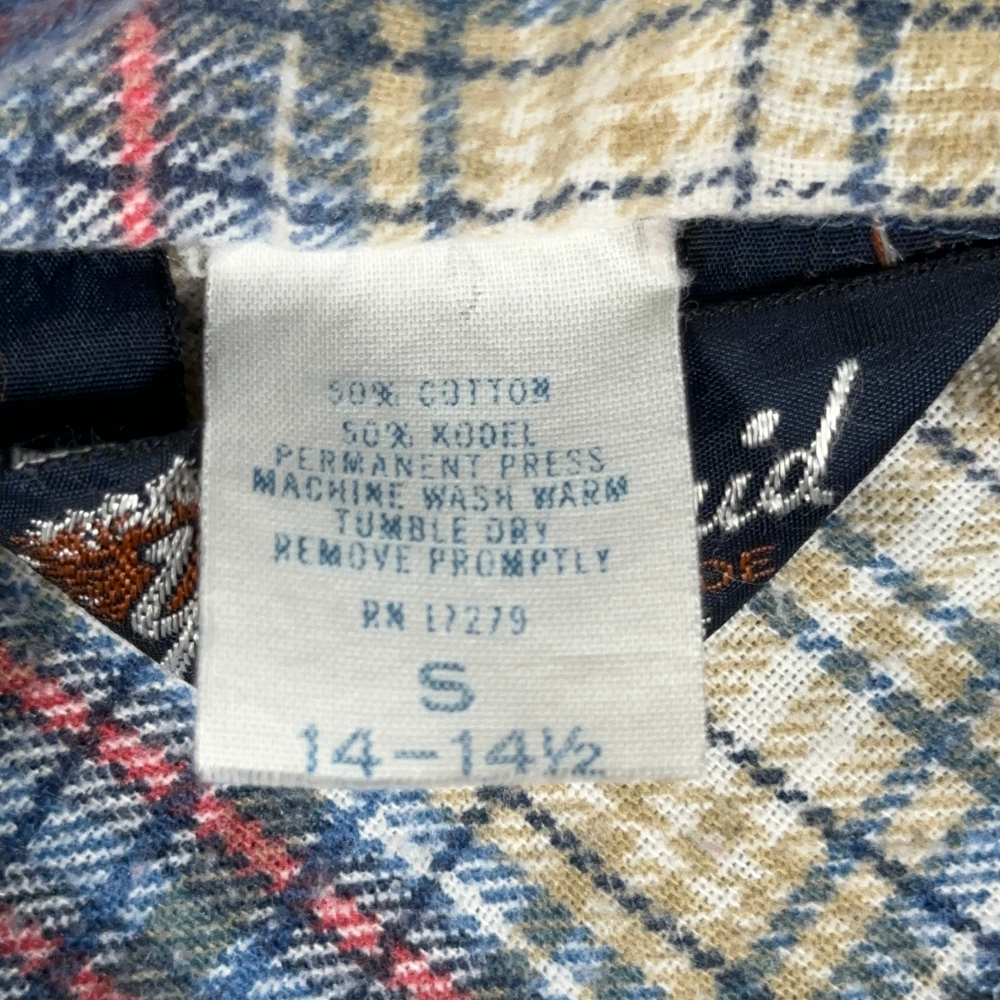 50% COTTON
50% KODEL
PERMANENT PRESS
MACHINE WASH WARM
TUMBLE DRY
REMOVE PROMPTLY
RN 17279
S
14-14½